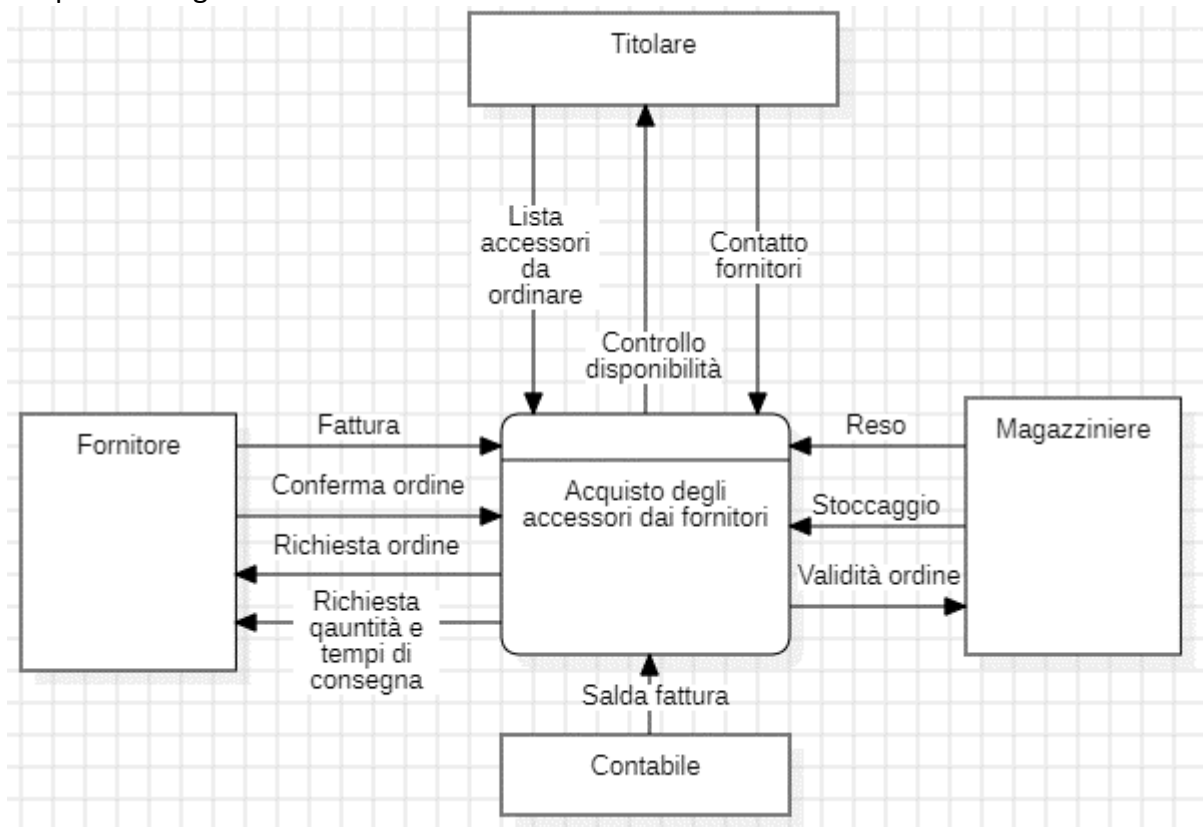 Titolare
Lista
accessori
da
ordinare
Contatto
fornitori
Controllo
disponibilità
Fornitore
Fattura
Conferma ordine
Richiesta ordine
Richiesta
qauntità e
tempi di
consegna
Acquisto degli
accessori dai fornitori
Reso
Stoccaggio
Validità ordine
Magazziniere
Salda fattura
Contabile